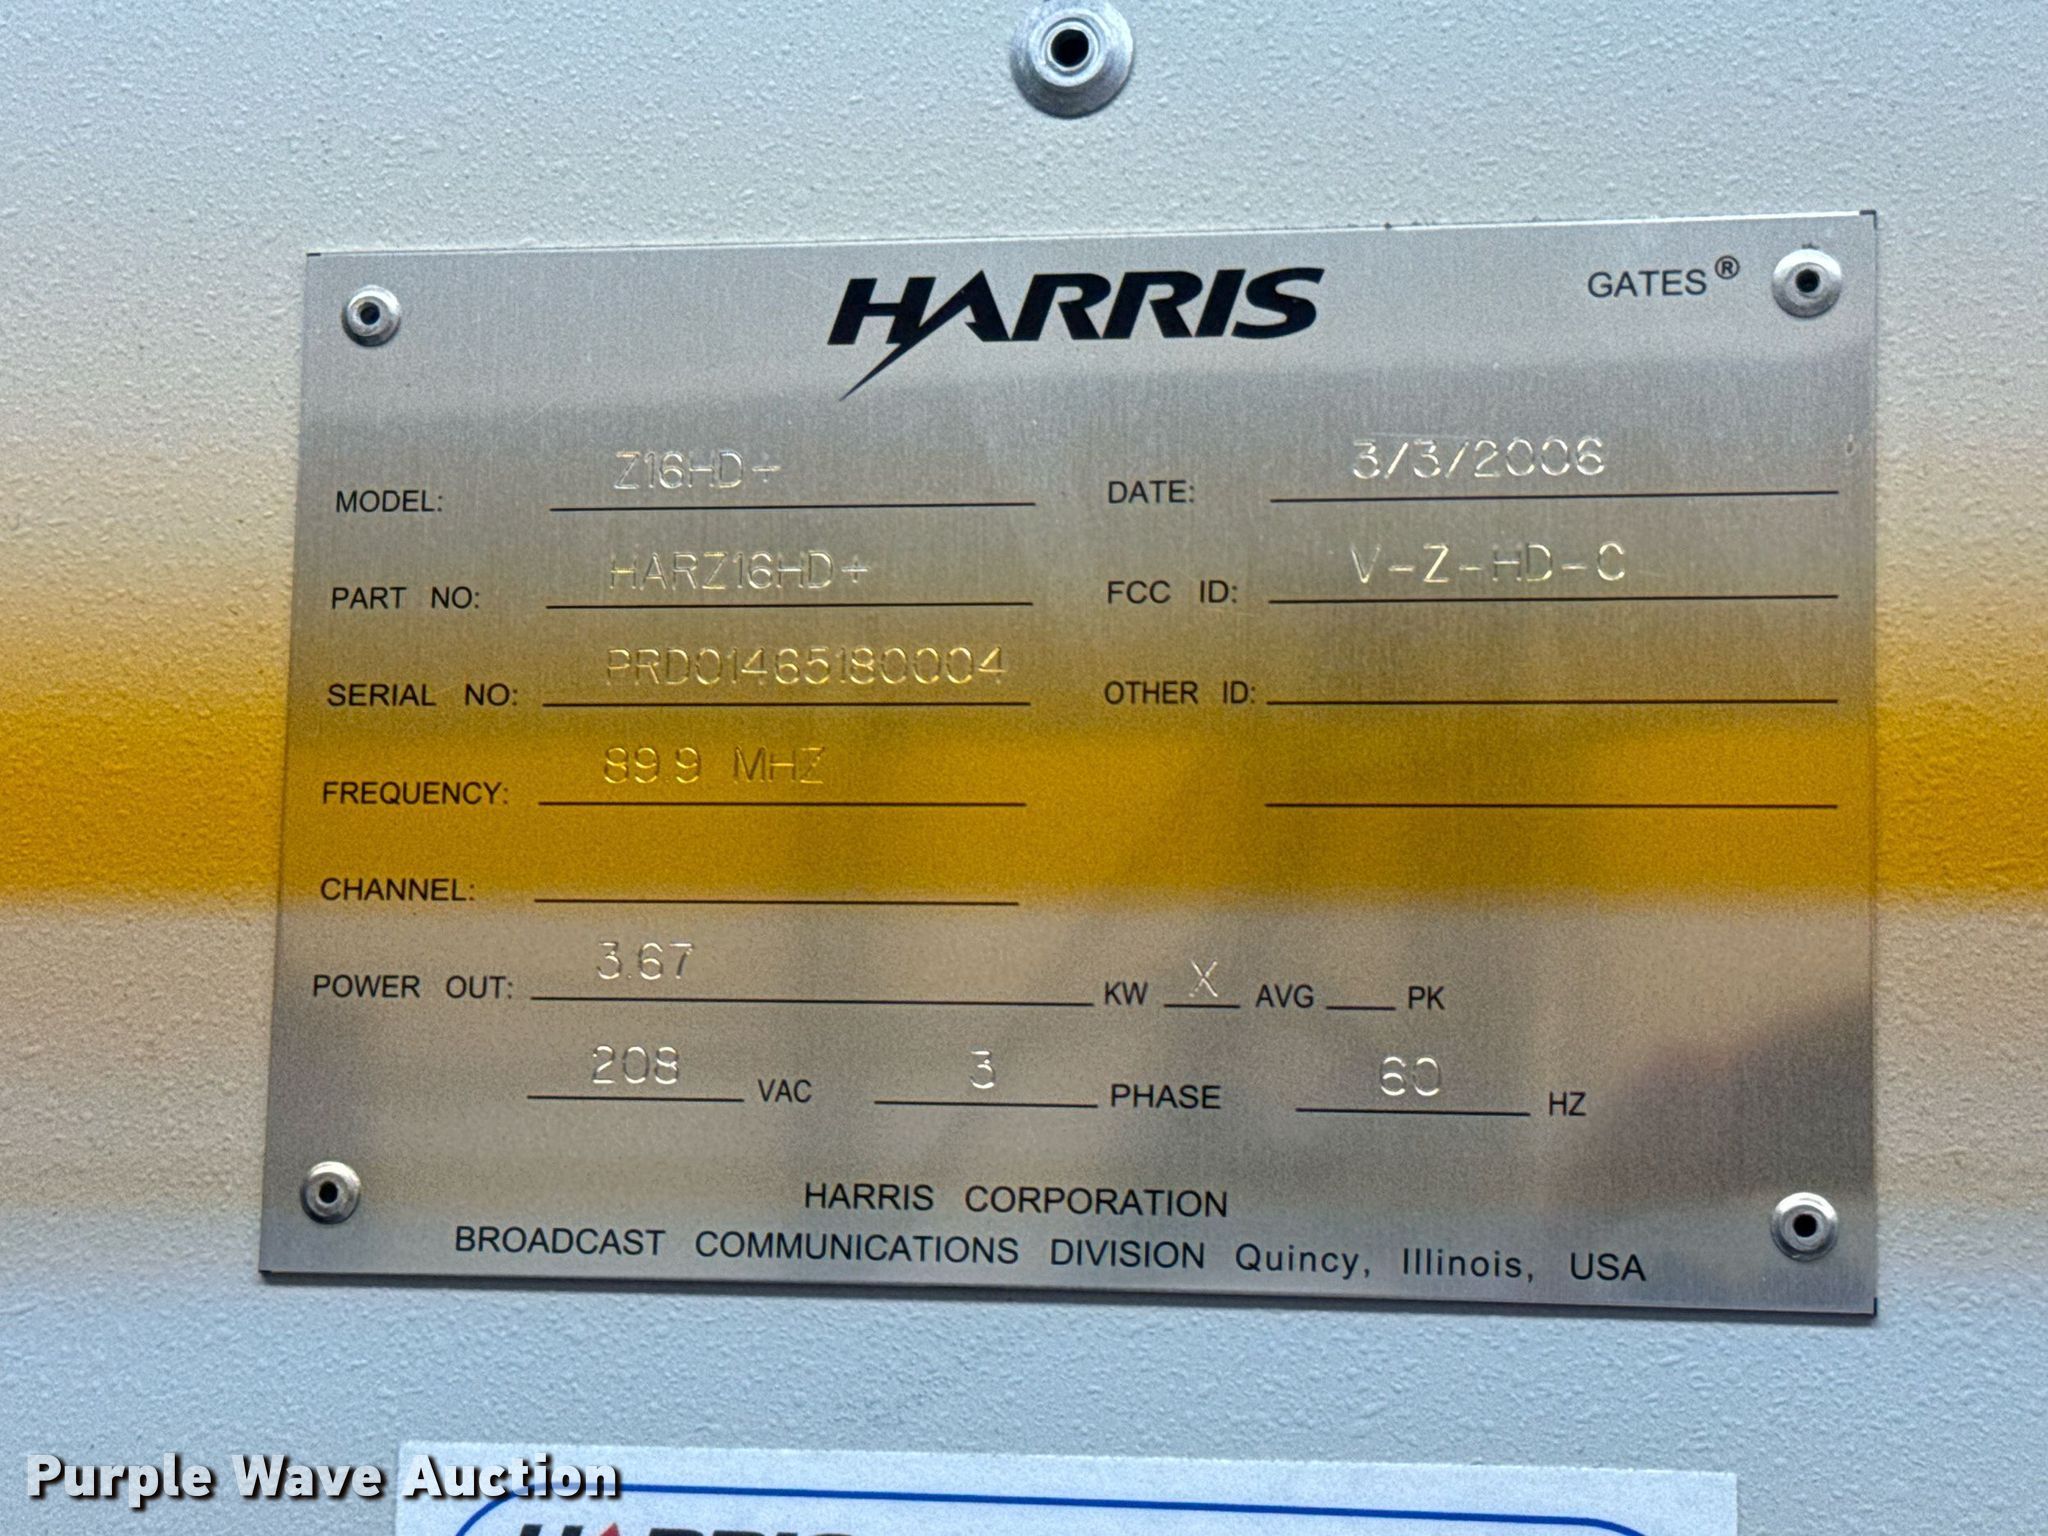 HARRIS GATES®
MODEL: Z16HD+ DATE: 3/3/2006
PART NO: HARZ16HD+ FCC ID: V-Z-HD-C
SERIAL NO: PRD01465180004 OTHER ID:
FREQUENCY: 89.9 MHZ
CHANNEL:
POWER OUT: 3.67 KW X AVG PK
208 VAC 3 PHASE 60 HZ
HARRIS CORPORATION
BROADCAST COMMUNICATIONS DIVISION Quincy, Illinois, USA
Purple Wave Auction
HARRIS